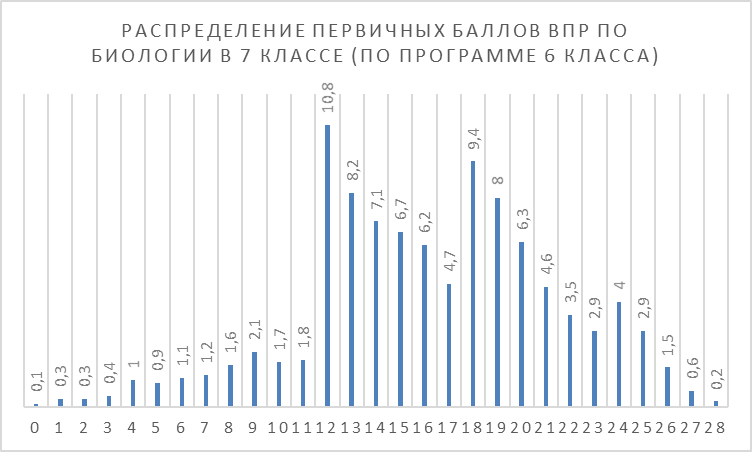 РАСПРЕДЕЛЕНИЕ ПЕРВИЧНЫХ БАЛЛОВ ВПР ПО
БИОЛОГИИ В 7 КЛАССЕ (ПО ПРОГРАММЕ 6 КЛАССА)
0,1 0,3 0,3 0,4 1 0,9 1,1 1,2 1,6 2,1 1,7 1,8 10,8 8,2 7,1 6,7 6,2 4,7 9,4 8 6,3 4,6 3,5 2,9 4 2,9 1,5 0,6 0,2
0 1 2 3 4 5 6 7 8 9 10 11 12 13 14 15 16 17 18 19 20 21 22 23 24 25 26 27 28